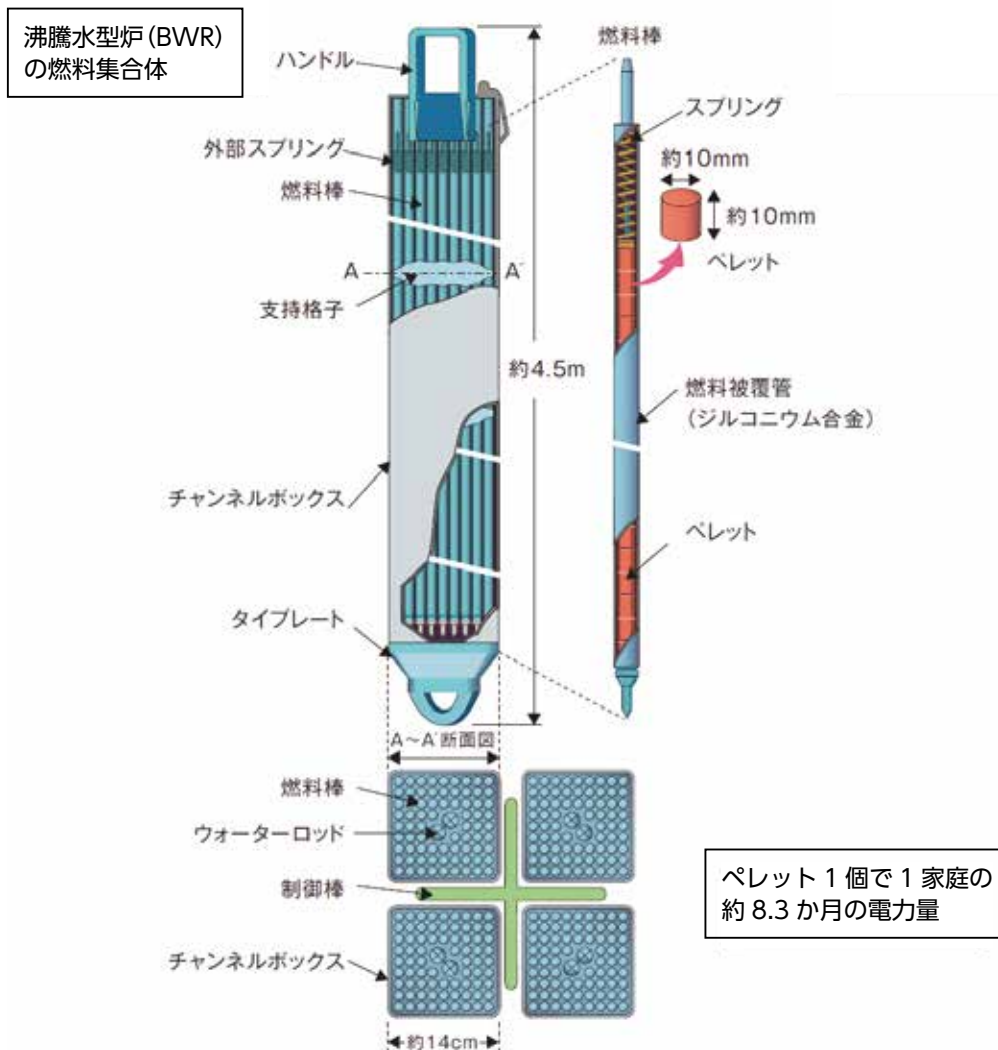 沸騰水型炉(BWR)
の燃料集合体
ハンドル
外部スプリング
燃料棒
A
A'
支持格子
約4.5m
チャンネルボックス
タイプレート
燃料棒
スプリング
約10mm
約10mm
ペレット
燃料被覆管
(ジルコニウム合金)
ペレット
A～A'断面図
燃料棒
ウォーターロッド
制御棒
チャンネルボックス
約14cm
ペレット1個で1家庭の
約8.3か月の電力量